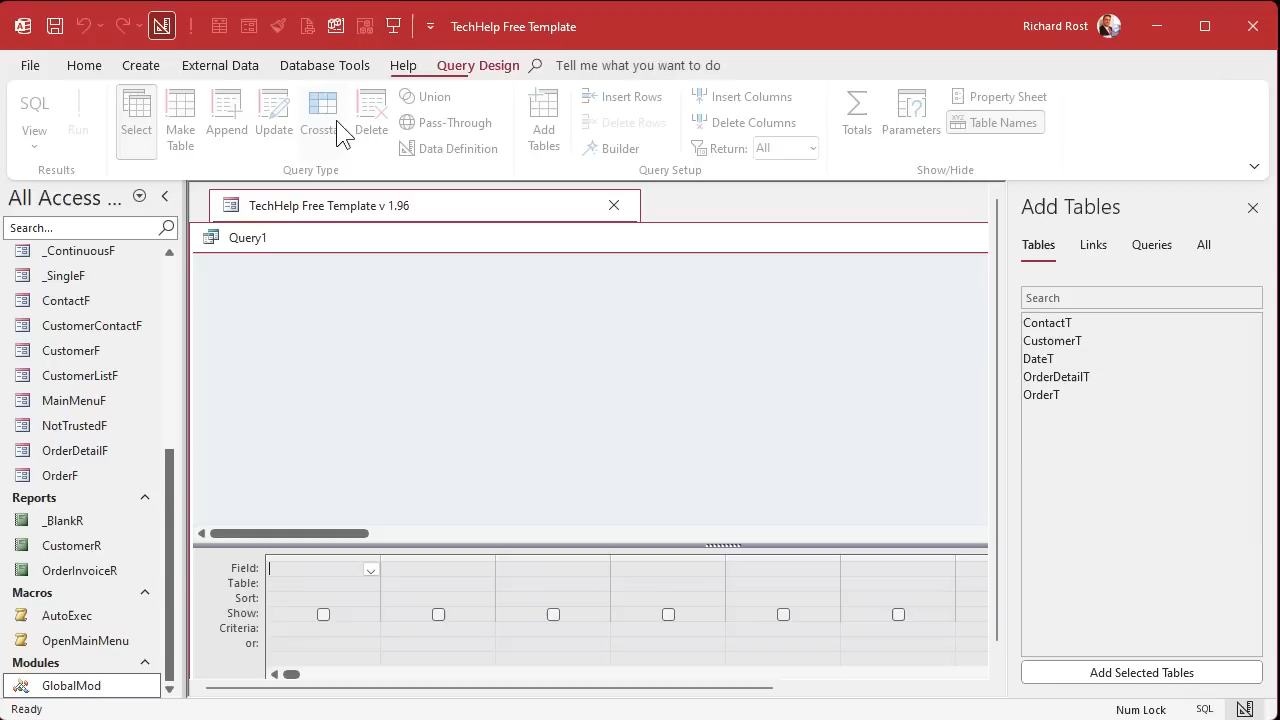 TechHelp Free Template
Richard Rost
File
Home
Create
External Data
Database Tools
Help
Query Design
Tell me what you want to do
SQL
View
Run
Results
Select
Make Table
Append
Update
Crosstab
Delete
Union
Pass-Through
Data Definition
Query Type
Add Tables
Insert Rows
Delete Rows
Builder
Insert Columns
Delete Columns
Return: All
Query Setup
Totals
Parameters
Property Sheet
XYZ
Table Names
Show/Hide
All Access ...
Search...
_ContinuousF
_SingleF
ContactF
CustomerContactF
CustomerF
CustomerListF
MainMenuF
NotTrustedF
OrderDetailF
OrderF
Reports
_BlankR
CustomerR
OrderInvoiceR
Macros
AutoExec
OpenMainMenu
Modules
GlobalMod
TechHelp Free Template v 1.96
Query1
Field:
Table:
Sort:
Show:
Criteria:
or:
Add Tables
Tables
Links
Queries
All
Search
ContactT
CustomerT
DateT
OrderDetailT
OrderT
Add Selected Tables
Ready
Num Lock
SQL